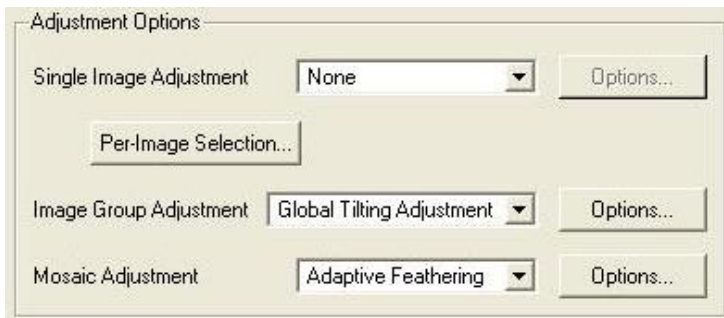 Adjustment Options
Single Image Adjustment None Options...
Per-Image Selection...
Image Group Adjustment Global Tilting Adjustment Options...
Mosaic Adjustment Adaptive Feathering Options...